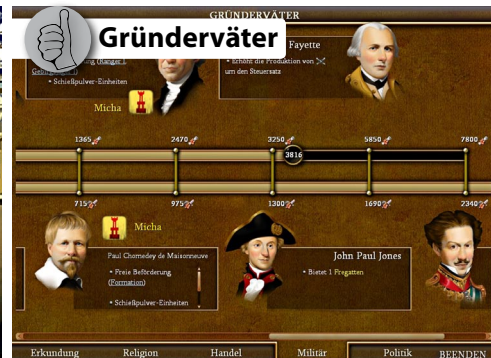 GRÜNDERVÄTER
Gründerväter
Fayette
(Ranger I,
• Schießpulver-Einheiten
• Erhöht die Produktion von
um den Steuersatz
Micha
1365 2470 3250 5850 7800
3816
715 975 1300 1690 2340
Micha
Paul Chomedey de Maisonneuve
• Freie Beförderung
(Formation)
• Schießpulver-Einheiten
John Paul Jones
• Bietet 1 Fregatten
Erkundung Religion Handel Militär Politik BEENDEN